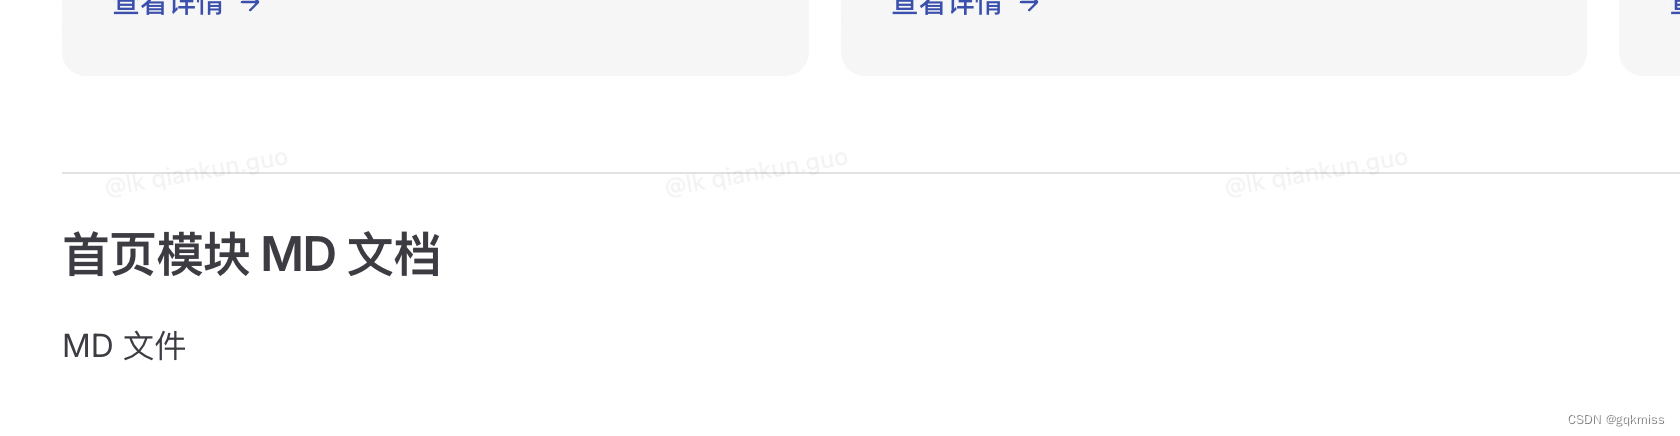 查看详情 → 查看详情 →
@lk qiankun.guo @lk qiankun.guo @lk qiankun.guo
首页模块 MD 文档
MD 文件
CSDN @gqkmiss